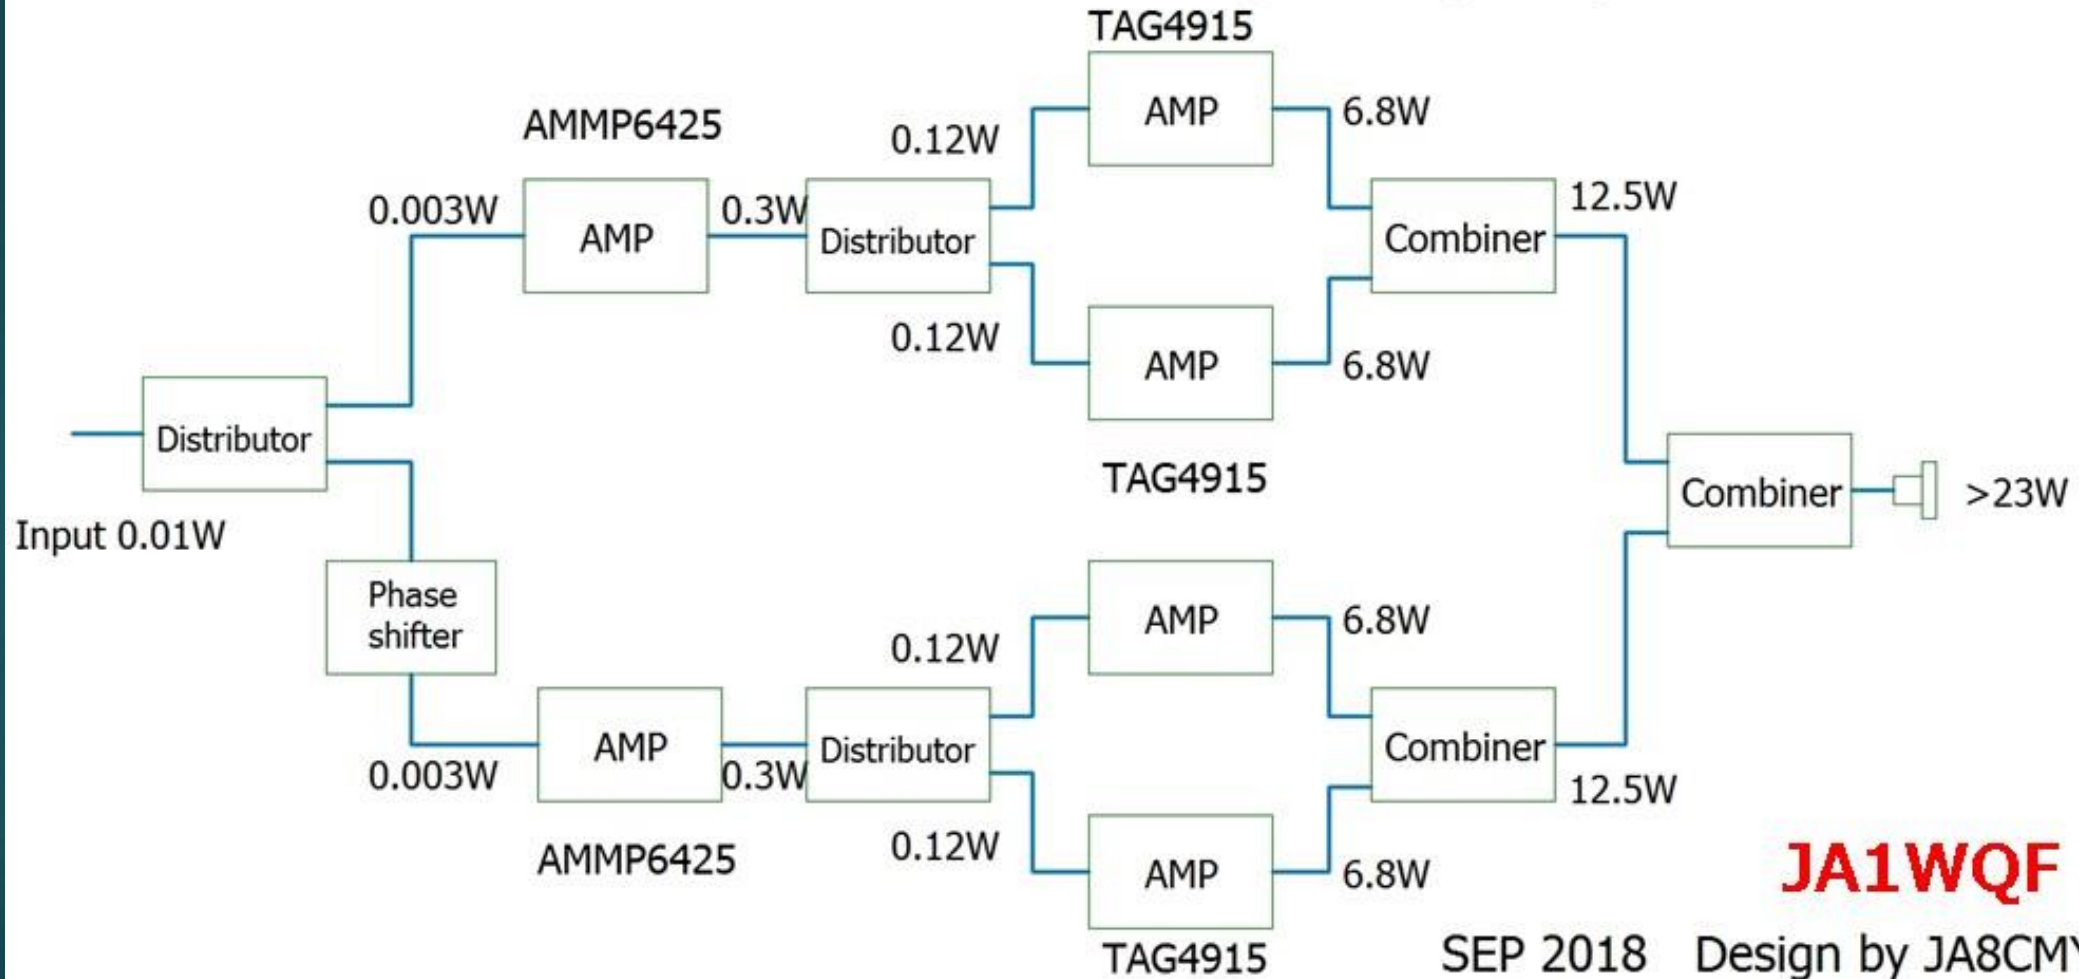 TAG4915
AMP
6.8W
AMMP6425
0.12W
0.003W
AMP
0.3W
Distributor
Combiner
12.5W
0.12W
AMP
6.8W
TAG4915
Distributor
Input 0.01W
Combiner
>23W
Phase
shifter
AMP
6.8W
0.12W
0.003W
AMP
0.3W
Distributor
Combiner
12.5W
AMMP6425
0.12W
AMP
6.8W
TAG4915
JA1WQF
SEP 2018 Design by